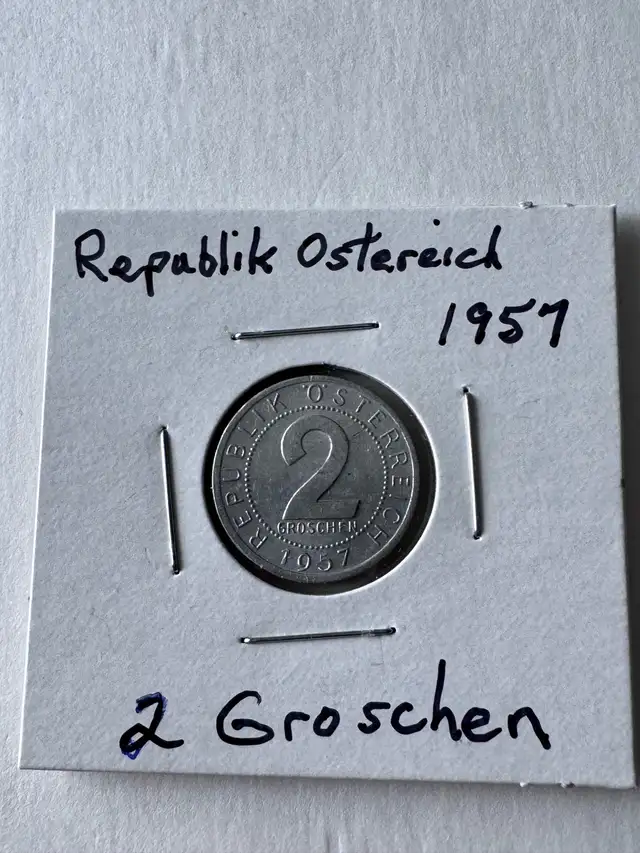 Republik Ostereich
1957
REPUBLIK ÖSTERREICH
2
GROSCHEN
1957
2 Groschen